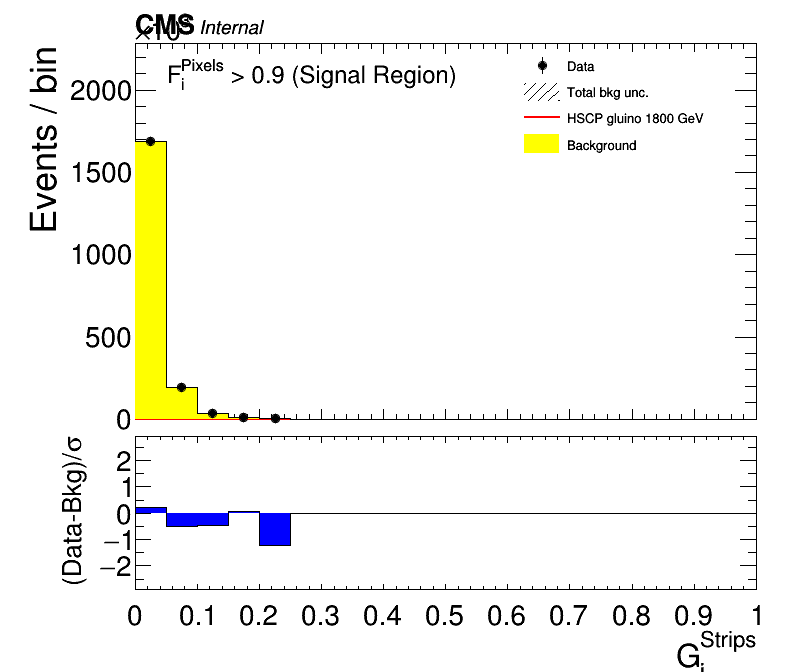 CMS Internal
×10³
Events / bin
F_i^Pixels > 0.9 (Signal Region)
Data
Total bkg unc.
HSCP gluino 1800 GeV
Background
2000
1500
1000
500
0
(Data-Bkg)/σ
2
1
0
−1
−2
0 0.1 0.2 0.3 0.4 0.5 0.6 0.7 0.8 0.9 1
G_i^Strips